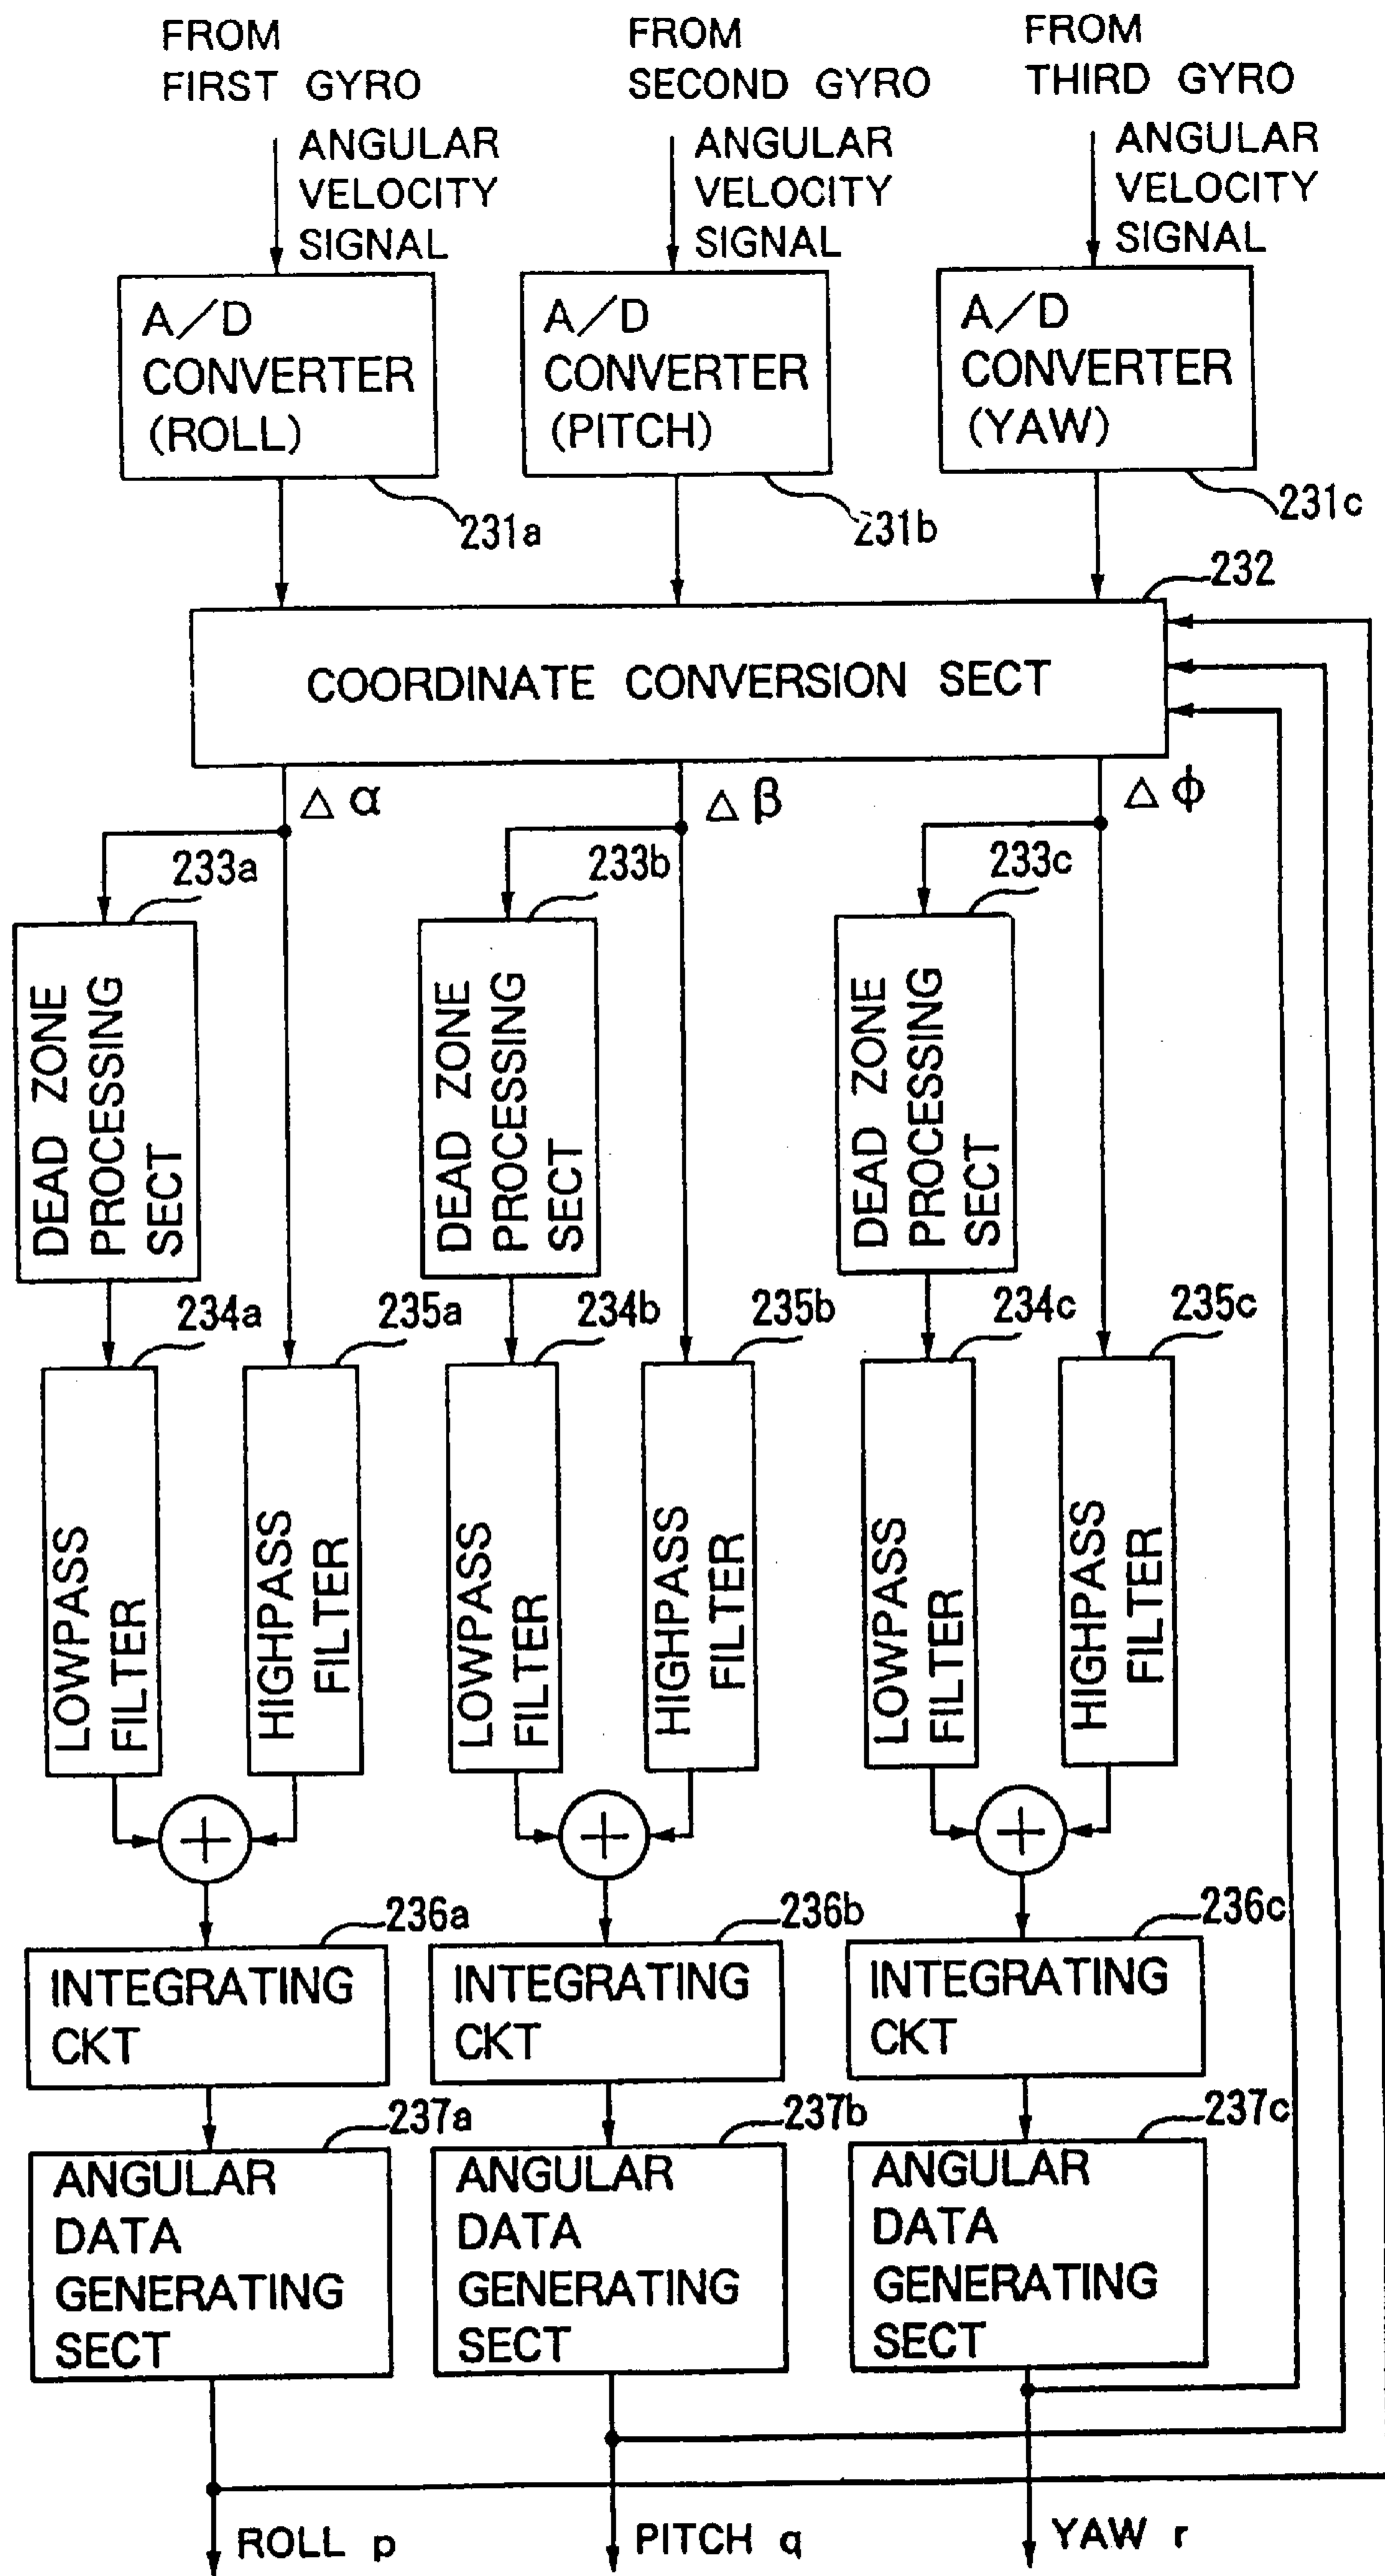 FROM
FIRST GYRO
FROM
SECOND GYRO
FROM
THIRD GYRO
ANGULAR
VELOCITY
SIGNAL
ANGULAR
VELOCITY
SIGNAL
ANGULAR
VELOCITY
SIGNAL
A/D
CONVERTER
(ROLL)
A/D
CONVERTER
(PITCH)
A/D
CONVERTER
(YAW)
231a
231b
231c
232
COORDINATE CONVERSION SECT
△α
△β
△ϕ
233a
233b
233c
DEAD ZONE
PROCESSING
SECT
DEAD ZONE
PROCESSING
SECT
DEAD ZONE
PROCESSING
SECT
234a
235a
234b
235b
234c
235c
LOWPASS
FILTER
HIGHPASS
FILTER
LOWPASS
FILTER
HIGHPASS
FILTER
LOWPASS
FILTER
HIGHPASS
FILTER
+
+
+
236a
236b
236c
INTEGRATING
CKT
INTEGRATING
CKT
INTEGRATING
CKT
237a
237b
237c
ANGULAR
DATA
GENERATING
SECT
ANGULAR
DATA
GENERATING
SECT
ANGULAR
DATA
GENERATING
SECT
ROLL p
PITCH q
YAW r